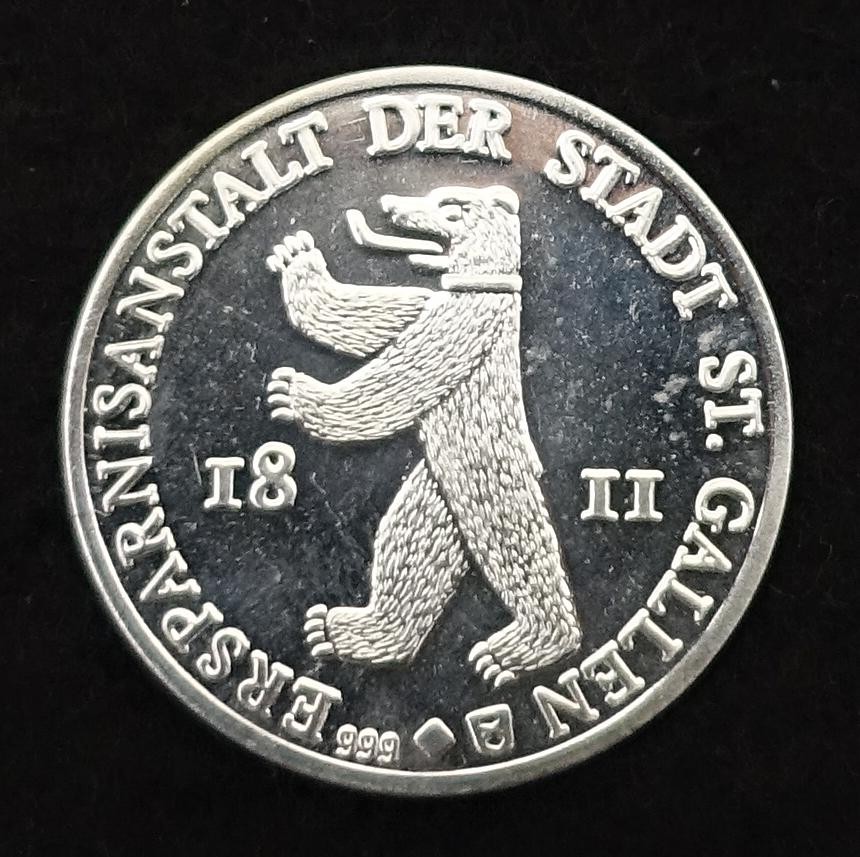 ERSPARNISANSTALT DER STADT ST. GALLEN
18 11
999